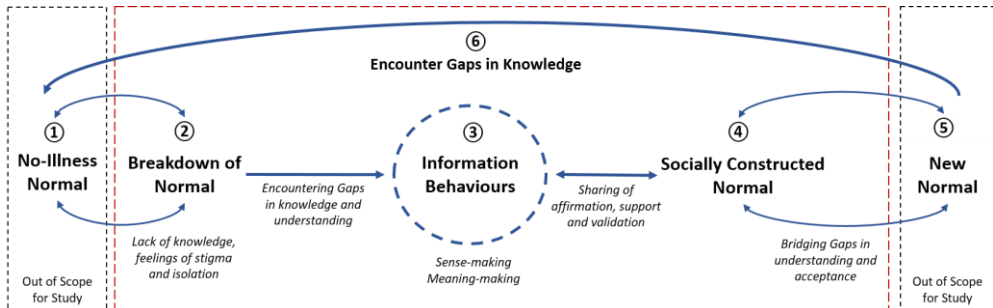 ⑥
Encounter Gaps in Knowledge
①
No-Illness
Normal
②
Breakdown of
Normal
Encountering Gaps
in knowledge and
understanding
③
Information
Behaviours
Sharing of
affirmation, support
and validation
④
Socially Constructed
Normal
⑤
New
Normal
Lack of knowledge,
feelings of stigma
and isolation
Sense-making
Meaning-making
Bridging Gaps in
understanding and
acceptance
Out of Scope
for Study
Out of Scope
for Study